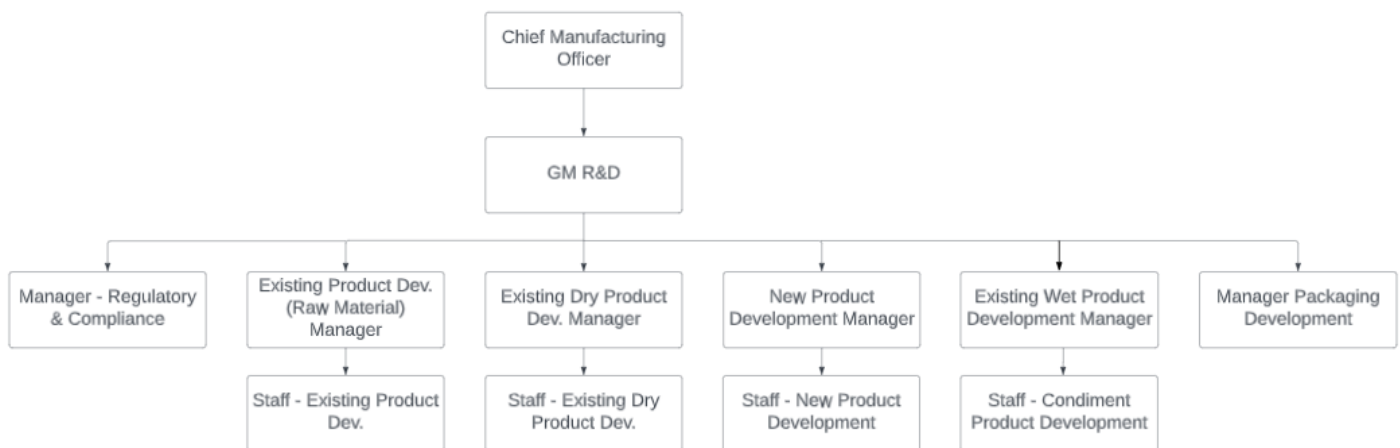 Chief Manufacturing
Officer
GM R&D
Manager - Regulatory
& Compliance
Existing Product Dev.
(Raw Material)
Manager
Existing Dry Product
Dev. Manager
New Product
Development Manager
Existing Wet Product
Development Manager
Manager Packaging
Development
Staff - Existing Product
Dev.
Staff - Existing Dry
Product Dev.
Staff - New Product
Development
Staff - Condiment
Product Development